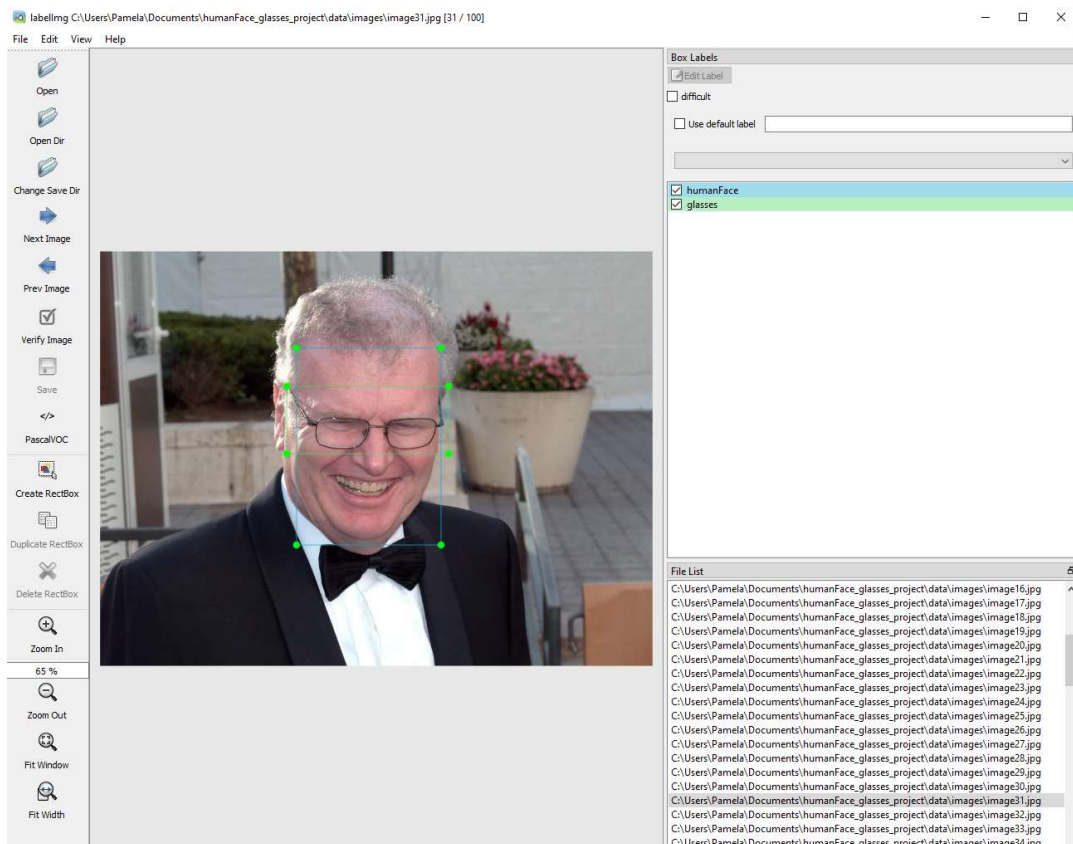 labelImg C:\Users\Pamela\Documents\humanFace_glasses_project\data\images\image31.jpg [31 / 100]
File Edit View Help
Open
Open Dir
Change Save Dir
Next Image
Prev Image
Verify Image
Save
</>
PascalVOC
Create RectBox
Duplicate RectBox
Delete RectBox
Zoom In
65 %
Zoom Out
Fit Window
Fit Width
Box Labels
Edit Label
difficult
Use default label
humanFace
glasses
File List
C:\Users\Pamela\Documents\humanFace_glasses_project\data\images\image16.jpg
C:\Users\Pamela\Documents\humanFace_glasses_project\data\images\image17.jpg
C:\Users\Pamela\Documents\humanFace_glasses_project\data\images\image18.jpg
C:\Users\Pamela\Documents\humanFace_glasses_project\data\images\image19.jpg
C:\Users\Pamela\Documents\humanFace_glasses_project\data\images\image20.jpg
C:\Users\Pamela\Documents\humanFace_glasses_project\data\images\image21.jpg
C:\Users\Pamela\Documents\humanFace_glasses_project\data\images\image22.jpg
C:\Users\Pamela\Documents\humanFace_glasses_project\data\images\image23.jpg
C:\Users\Pamela\Documents\humanFace_glasses_project\data\images\image24.jpg
C:\Users\Pamela\Documents\humanFace_glasses_project\data\images\image25.jpg
C:\Users\Pamela\Documents\humanFace_glasses_project\data\images\image26.jpg
C:\Users\Pamela\Documents\humanFace_glasses_project\data\images\image27.jpg
C:\Users\Pamela\Documents\humanFace_glasses_project\data\images\image28.jpg
C:\Users\Pamela\Documents\humanFace_glasses_project\data\images\image29.jpg
C:\Users\Pamela\Documents\humanFace_glasses_project\data\images\image30.jpg
C:\Users\Pamela\Documents\humanFace_glasses_project\data\images\image31.jpg
C:\Users\Pamela\Documents\humanFace_glasses_project\data\images\image32.jpg
C:\Users\Pamela\Documents\humanFace_glasses_project\data\images\image33.jpg
C:\Users\Pamela\Documents\humanFace_glasses_project\data\images\image34.jpg